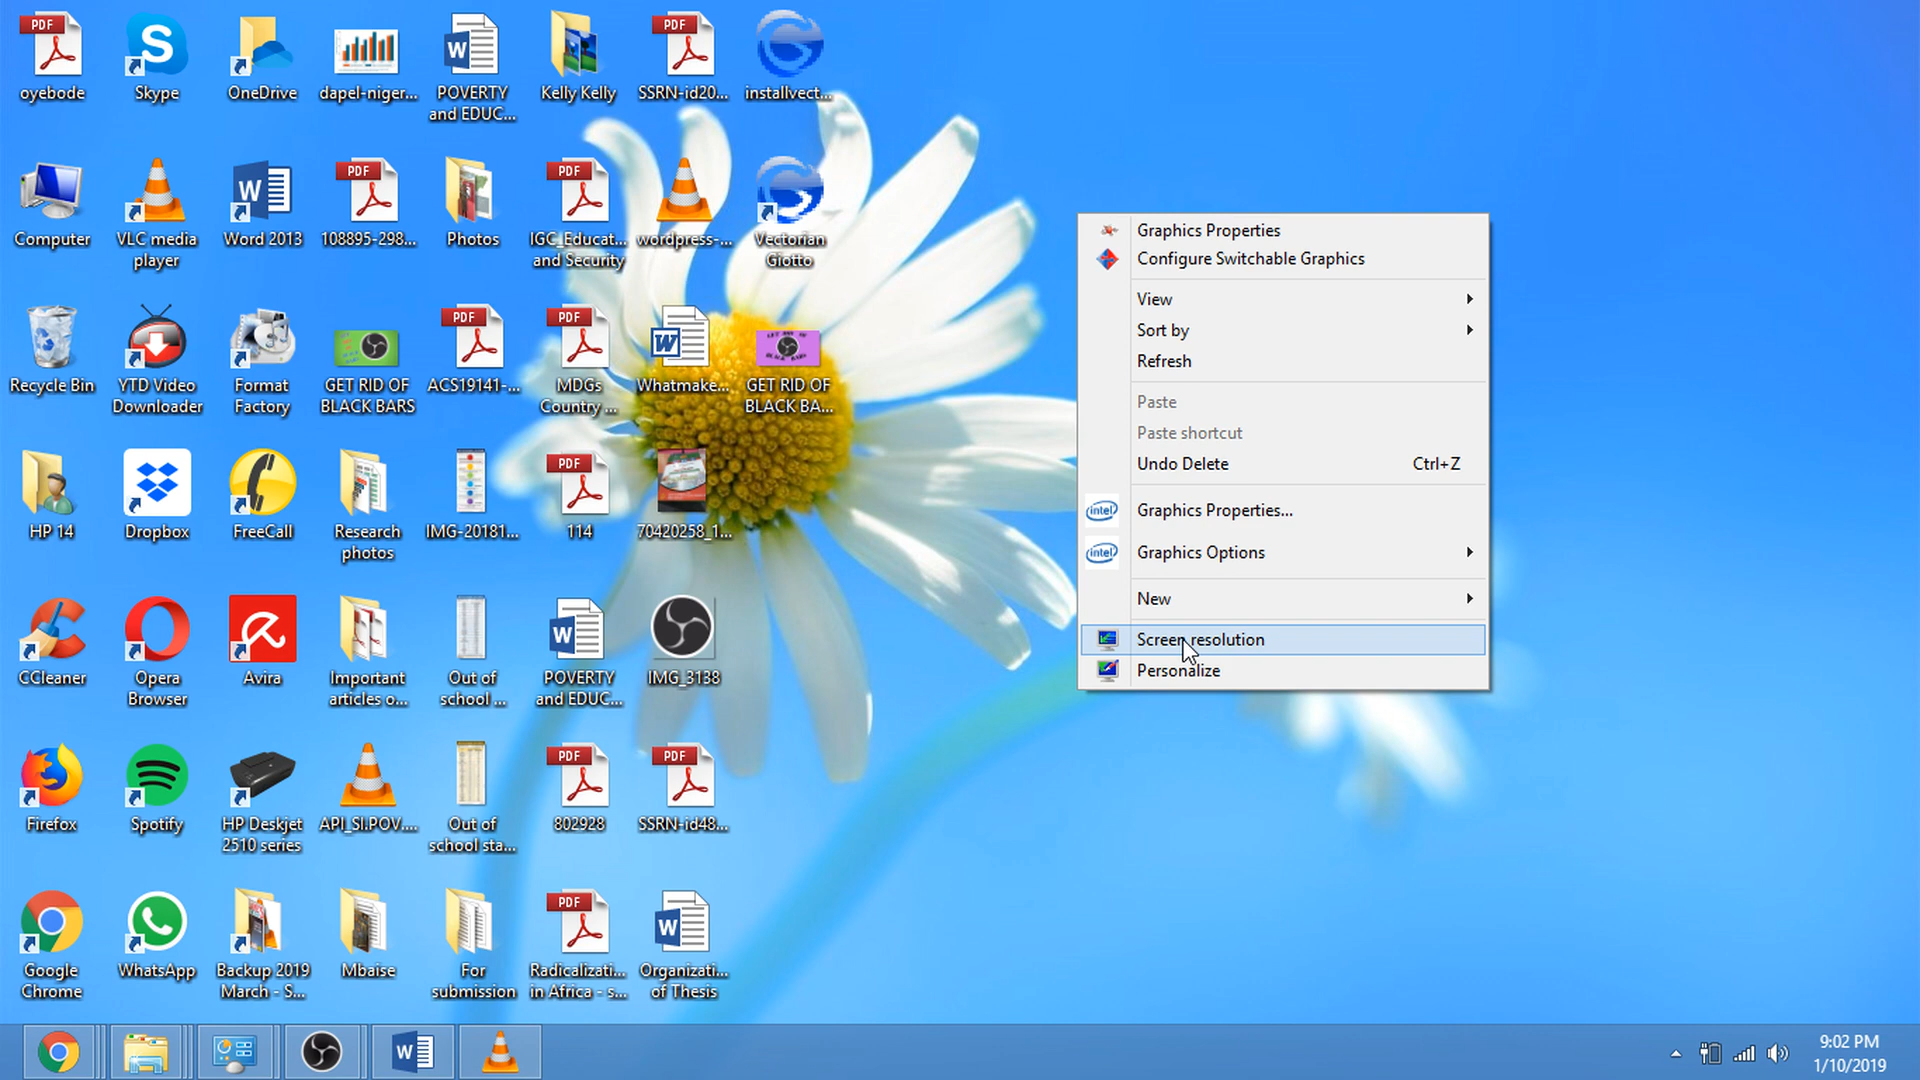 oyebode
Skype
OneDrive
dapel-niger...
POVERTY
and EDUC...
Kelly Kelly
SSRN-id20...
installvect...
Computer
VLC media
player
Word 2013
108895-298...
Photos
IGC_Educat...
and Security
wordpress-...
Vectorian
Giotto
Recycle Bin
YTD Video
Downloader
Format
Factory
GET RID OF
BLACK BARS
ACS19141-...
MDGs
Country ...
Whatmake...
GET RID OF
BLACK BA...
HP 14
Dropbox
FreeCall
Research
photos
IMG-20181...
114
70420258_1...
CCleaner
Opera
Browser
Avira
Important
articles o...
Out of
school ...
POVERTY
and EDUC...
IMG_3138
Firefox
Spotify
HP Deskjet
2510 series
API_SI.POV....
Out of
school sta...
802928
SSRN-id48...
Google
Chrome
WhatsApp
Backup 2019
March - S...
Mbaise
For
submission
Radicalizati...
in Africa - s...
Organizati...
of Thesis
Graphics Properties
Configure Switchable Graphics
View
Sort by
Refresh
Paste
Paste shortcut
Undo Delete Ctrl+Z
Graphics Properties...
Graphics Options
New
Screen resolution
Personalize
9:02 PM
1/10/2019